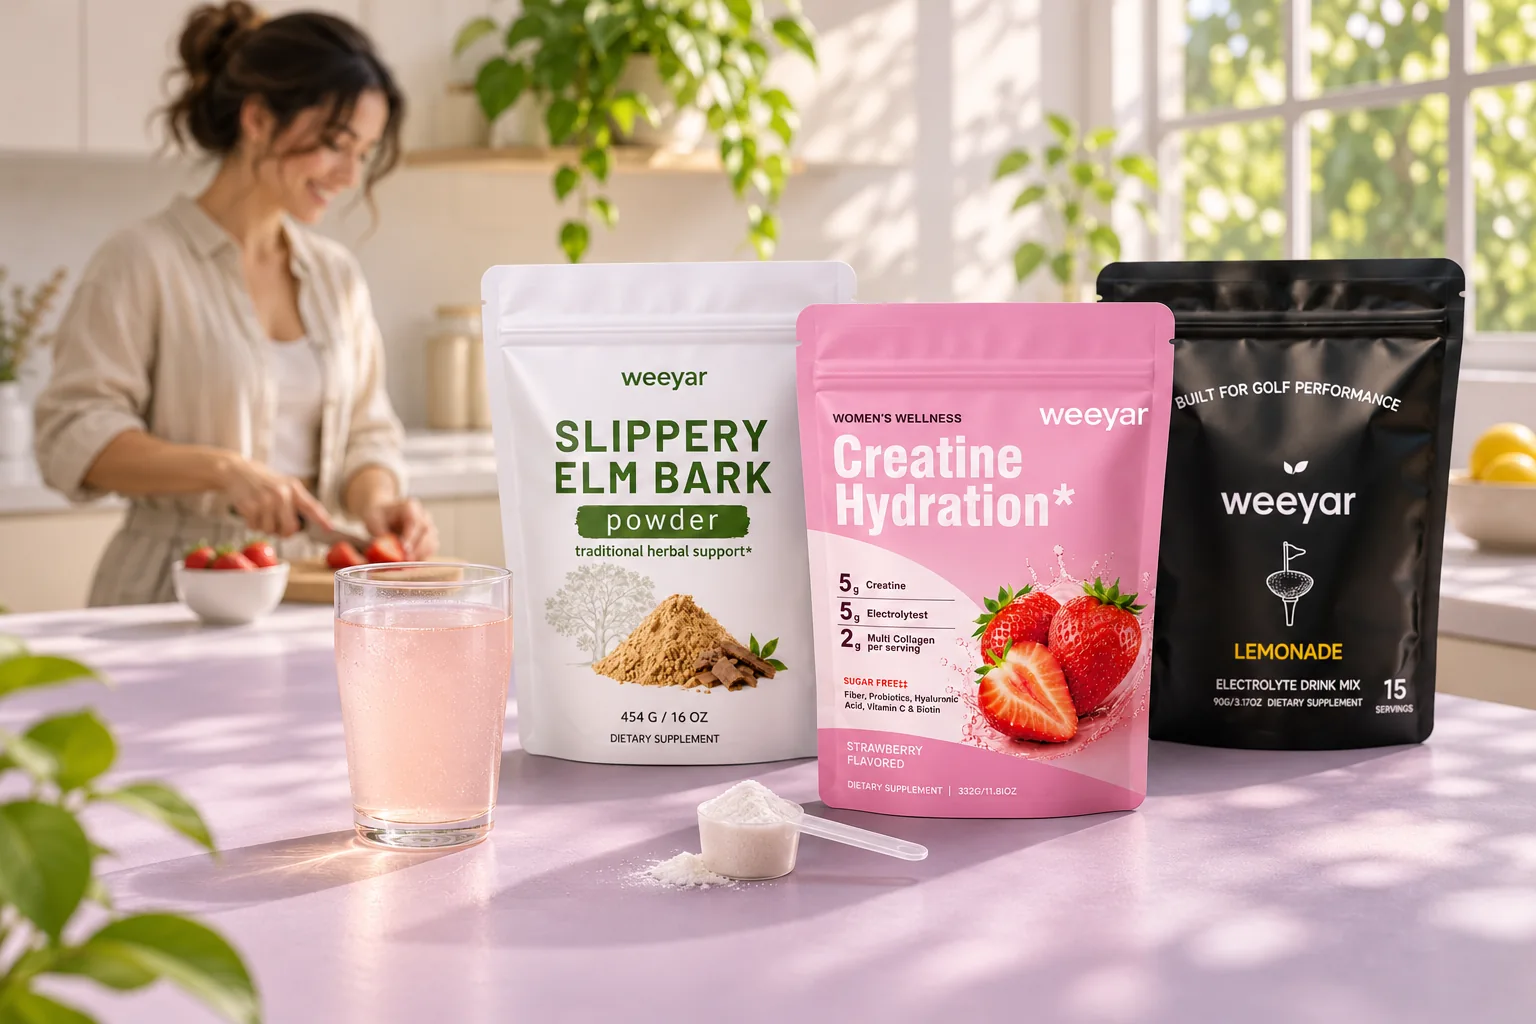 weeyar
SLIPPERY
ELM BARK
powder
traditional herbal support*
454 G / 16 OZ
DIETARY SUPPLEMENT
WOMEN'S WELLNESS
weeyar
Creatine
Hydration*
5g Creatine
5g Electrolytest
2g Multi Collagen
per serving
SUGAR FREE‡‡
Fiber, Probiotics, Hyaluronic
Acid, Vitamin C & Biotin
STRAWBERRY
FLAVORED
DIETARY SUPPLEMENT | 332G/11.8IOZ
BUILT FOR GOLF PERFORMANCE
weeyar
LEMONADE
ELECTROLYTE DRINK MIX
90G/3.17OZ DIETARY SUPPLEMENT
15
SERVINGS